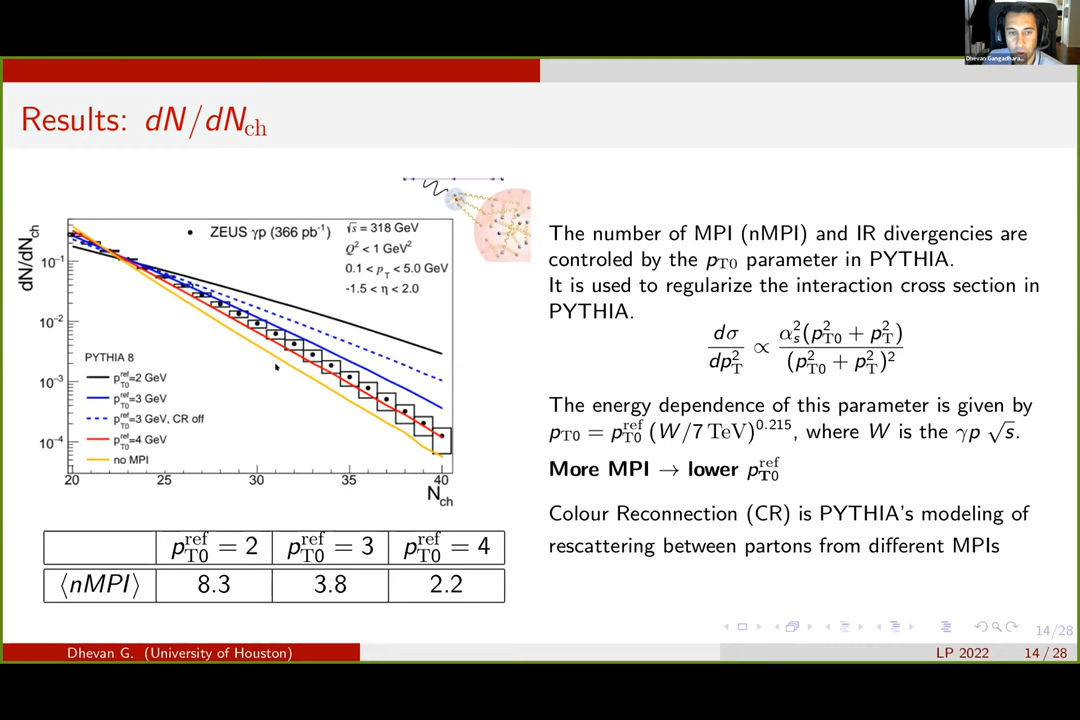 Dhevan Gangadhara...
Results: dN/dN_ch
dN/dN_ch
10^-1
10^-2
10^-3
10^-4
• ZEUS γp (366 pb^-1)
√s = 318 GeV
Q² < 1 GeV²
0.1 < p_T < 5.0 GeV
-1.5 < η < 2.0
PYTHIA 8
p_T0^ref=2 GeV
p_T0^ref=3 GeV
p_T0^ref=3 GeV, CR off
p_T0^ref=4 GeV
no MPI
20 25 30 35 40
N_ch
p_T0^ref = 2 p_T0^ref = 3 p_T0^ref = 4
⟨nMPI⟩ 8.3 3.8 2.2
The number of MPI (nMPI) and IR divergencies are
controled by the p_T0 parameter in PYTHIA.
It is used to regularize the interaction cross section in
PYTHIA.
dσ/dp_T² ∝ α_s²(p_T0² + p_T²)/(p_T0² + p_T²)²
The energy dependence of this parameter is given by
p_T0 = p_T0^ref (W/7 TeV)^0.215, where W is the γp √s.
More MPI → lower p_T0^ref
Colour Reconnection (CR) is PYTHIA's modeling of
rescattering between partons from different MPIs
14/28
Dhevan G. (University of Houston) LP 2022 14 / 28